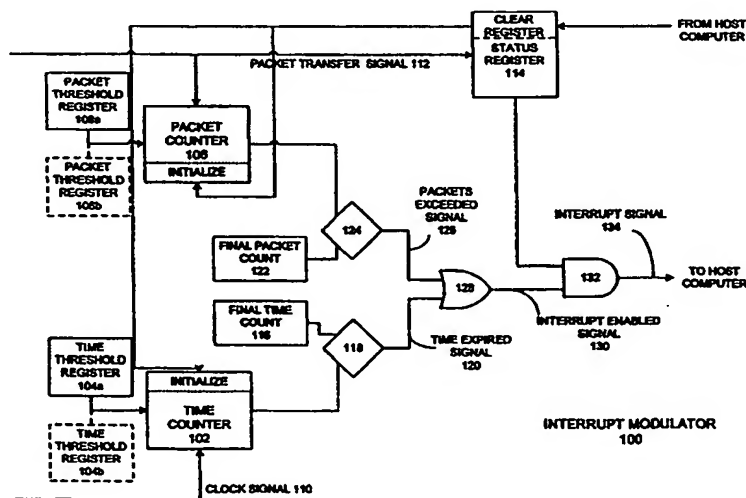 CLEAR
REGISTER
STATUS
REGISTER
114
FROM HOST
COMPUTER
PACKET TRANSFER SIGNAL 112
PACKET
THRESHOLD
REGISTER
108a
PACKET
THRESHOLD
REGISTER
108b
PACKET
COUNTER
106
INITIALIZE
PACKETS
EXCEEDED
SIGNAL
126
INTERRUPT SIGNAL
134
124
FINAL PACKET
COUNT
122
128
132
TO HOST
COMPUTER
FINAL TIME
COUNT
116
118
TIME EXPIRED
SIGNAL
120
INTERRUPT ENABLED
SIGNAL
130
TIME
THRESHOLD
REGISTER
104a
TIME
THRESHOLD
REGISTER
104b
INITIALIZE
TIME
COUNTER
102
INTERRUPT MODULATOR
100
CLOCK SIGNAL 110